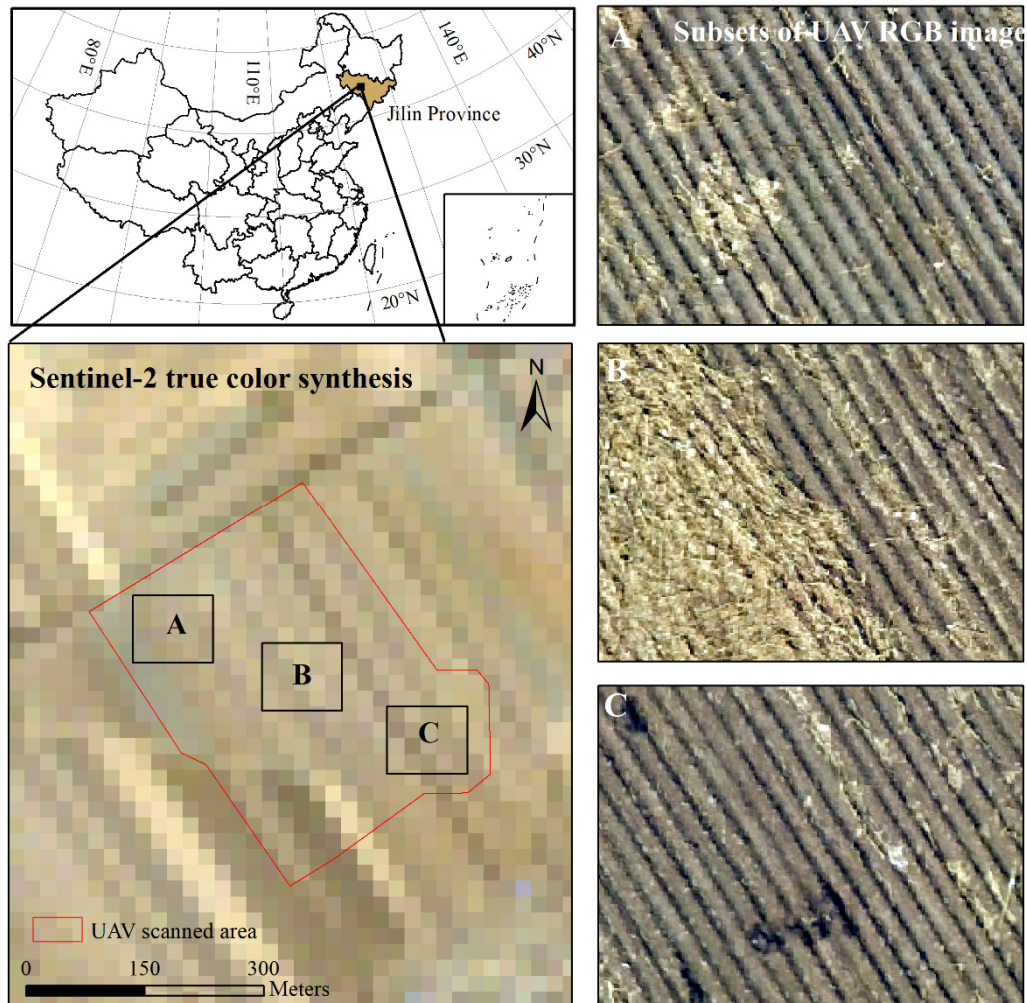 80°E
110°E
140°E
40°N
Jilin Province
30°N
20°N
Sentinel-2 true color synthesis
N
A
B
C
UAV scanned area
0 150 300
Meters
A Subsets of UAV RGB image
B
C